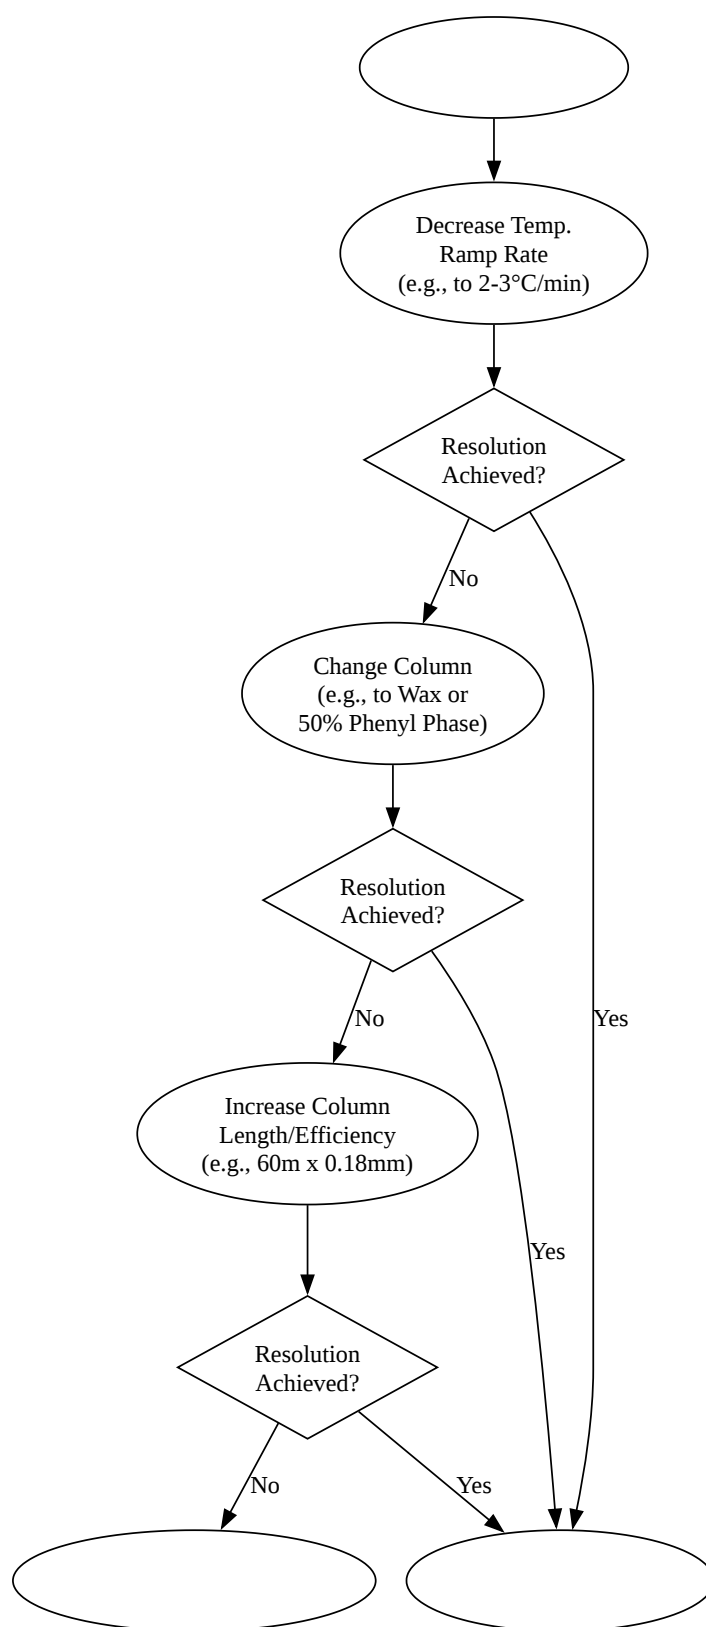 Decrease Temp.
Ramp Rate
(e.g., to 2-3°C/min)
Resolution
Achieved?
No
Change Column
(e.g., to Wax or
50% Phenyl Phase)
Resolution
Achieved?
No
Yes
Increase Column
Length/Efficiency
(e.g., 60m x 0.18mm)
Yes
Resolution
Achieved?
No
Yes